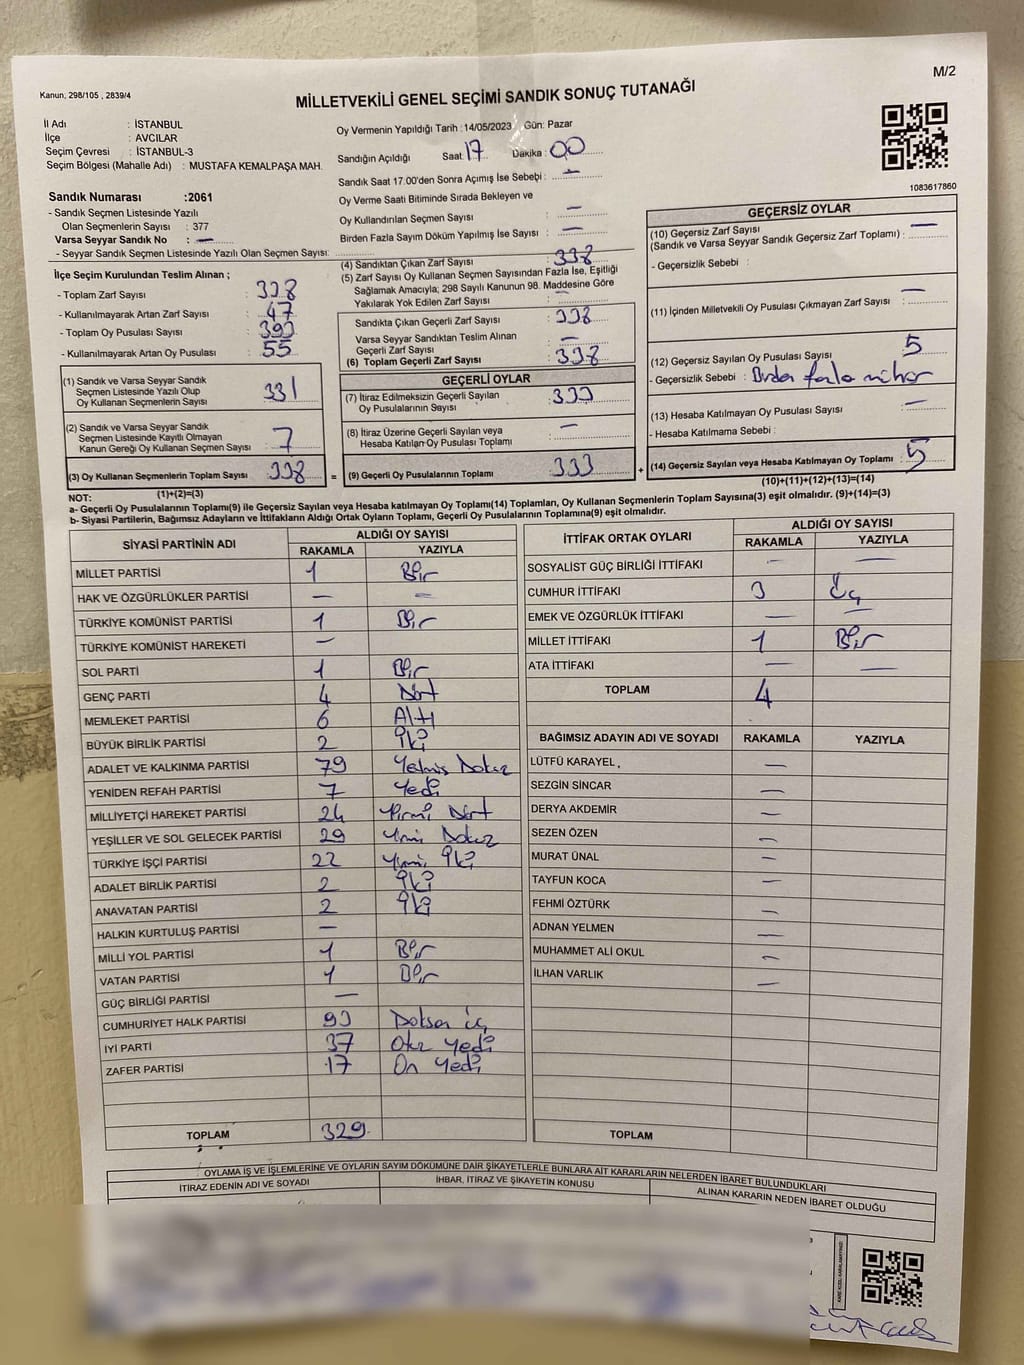 M/2
Kanun, 298/105 , 2839/4
MİLLETVEKİLİ GENEL SEÇİMİ SANDIK SONUÇ TUTANAĞI
İl Adı : İSTANBUL
İlçe : AVCILAR
Seçim Çevresi : İSTANBUL-3
Seçim Bölgesi (Mahalle Adı) : MUSTAFA KEMALPAŞA MAH.
Sandık Numarası :2061
- Sandık Seçmen Listesinde Yazılı
Olan Seçmenlerin Sayısı : 377
Varsa Seyyar Sandık No : —
- Seyyar Sandık Seçmen Listesinde Yazılı Olan Seçmen Sayısı:
Oy Vermenin Yapıldığı Tarih :14/05/2023 Gün: Pazar
Sandığın Açıldığı Saat 17 Dakika : 00
Sandık Saat 17.00'den Sonra Açımış İse Sebebi : —
Oy Verme Saati Bitiminde Sırada Bekleyen ve
Oy Kullandırılan Seçmen Sayısı : —
Birden Fazla Sayım Döküm Yapılmış İse Sayısı : —
1083617860
İlçe Seçim Kurulundan Teslim Alınan ;
- Toplam Zarf Sayısı :
- Kullanılmayarak Artan Zarf Sayısı : 47
- Toplam Oy Pusulası Sayısı : 393
- Kullanılmayarak Artan Oy Pusulası : 55
(1) Sandık ve Varsa Seyyar Sandık
Seçmen Listesinde Yazılı Olup
Oy Kullanan Seçmenlerin Sayısı 331
(2) Sandık ve Varsa Seyyar Sandık
Seçmen Listesinde Kayıtlı Olmayan
Kanun Gereği Oy Kullanan Seçmen Sayısı 7
(3) Oy Kullanan Seçmenlerin Toplam Sayısı 338
(4) Sandıktan Çıkan Zarf Sayısı : 338
(5) Zarf Sayısı Oy Kullanan Seçmen Sayısından Fazla İse, Eşitliği
Sağlamak Amacıyla; 298 Sayılı Kanunun 98. Maddesine Göre
Yakılarak Yok Edilen Zarf Sayısı : —
Sandıkta Çıkan Geçerli Zarf Sayısı : 338
Varsa Seyyar Sandıktan Teslim Alınan
Geçerli Zarf Sayısı : —
(6) Toplam Geçerli Zarf Sayısı : 338
GEÇERLİ OYLAR
(7) İtiraz Edilmeksizin Geçerli Sayılan
Oy Pusulalarının Sayısı : 333
(8) İtiraz Üzerine Geçerli Sayılan veya
Hesaba Katılan Oy Pusulası Toplamı : —
= (9) Geçerli Oy Pusulalarının Toplamı 333 +
GEÇERSİZ OYLAR
(10) Geçersiz Zarf Sayısı —
(Sandık ve Varsa Seyyar Sandık Geçersiz Zarf Toplamı) :
- Geçersizlik Sebebi :
(11) İçinden Milletvekili Oy Pusulası Çıkmayan Zarf Sayısı : —
(12) Geçersiz Sayılan Oy Pusulası Sayısı : 5
- Geçersizlik Sebebi : Birden fazla mühür
(13) Hesaba Katılmayan Oy Pusulası Sayısı : —
- Hesaba Katılmama Sebebi :
(14) Geçersiz Sayılan veya Hesaba Katılmayan Oy Toplamı : 5
NOT: (1)+(2)=(3)
(10)+(11)+(12)+(13)=(14)
a- Geçerli Oy Pusulalarının Toplamı(9) ile Geçersiz Sayılan veya Hesaba katılmayan Oy Toplamı(14) Toplamları, Oy Kullanan Seçmenlerin Toplam Sayısına(3) eşit olmalıdır. (9)+(14)=(3)
b- Siyasi Partilerin, Bağımsız Adayların ve İttifakların Aldığı Ortak Oyların Toplamı, Geçerli Oy Pusulalarının Toplamına(9) eşit olmalıdır.
SİYASİ PARTİNİN ADI ALDIĞI OY SAYISI
RAKAMLA YAZIYLA
MİLLET PARTİSİ 1 Bir
HAK VE ÖZGÜRLÜKLER PARTİSİ — —
TÜRKİYE KOMÜNİST PARTİSİ 1 Bir
TÜRKİYE KOMÜNİST HAREKETİ —
SOL PARTİ 1 Bir
GENÇ PARTİ 4 Dört
MEMLEKET PARTİSİ 6 Altı
BÜYÜK BİRLİK PARTİSİ 2 İki
ADALET VE KALKINMA PARTİSİ 79 Yetmiş Dokuz
YENİDEN REFAH PARTİSİ 7 Yedi
MİLLİYETÇİ HAREKET PARTİSİ 24 Yirmi Dört
YEŞİLLER VE SOL GELECEK PARTİSİ 29 Yirmi Dokuz
TÜRKİYE İŞÇİ PARTİSİ 22 Yirmi İki
ADALET BİRLİK PARTİSİ 2 İki
ANAVATAN PARTİSİ 2 İki
HALKIN KURTULUŞ PARTİSİ —
MİLLİ YOL PARTİSİ 1 Bir
VATAN PARTİSİ 1 Bir
GÜÇ BİRLİĞİ PARTİSİ —
CUMHURİYET HALK PARTİSİ 93 Doksan üç
İYİ PARTİ 37 Otuz Yedi
ZAFER PARTİSİ 17 On Yedi
TOPLAM 329
İTTİFAK ORTAK OYLARI ALDIĞI OY SAYISI
RAKAMLA YAZIYLA
SOSYALİST GÜÇ BİRLİĞİ İTTİFAKI — —
CUMHUR İTTİFAKI 3 Üç
EMEK VE ÖZGÜRLÜK İTTİFAKI — —
MİLLET İTTİFAKI 1 Bir
ATA İTTİFAKI — —
TOPLAM 4
BAĞIMSIZ ADAYIN ADI VE SOYADI RAKAMLA YAZIYLA
LÜTFÜ KARAYEL —
SEZGİN SİNCAR —
DERYA AKDEMİR —
SEZEN ÖZEN —
MURAT ÜNAL —
TAYFUN KOCA —
FEHMİ ÖZTÜRK —
ADNAN YELMEN —
MUHAMMET ALİ OKUL —
İLHAN VARLIK —
TOPLAM
OYLAMA İŞ VE İŞLEMLERİNE VE OYLARIN SAYIM DÖKÜMÜNE DAİR ŞİKAYETLERLE BUNLARA AİT KARARLARIN NELERDEN İBARET BULUNDUKLARI
İTİRAZ EDENİN ADI VE SOYADI İHBAR, İTİRAZ VE ŞİKAYETİN KONUSU ALINAN KARARIN NEDEN İBARET OLDUĞU